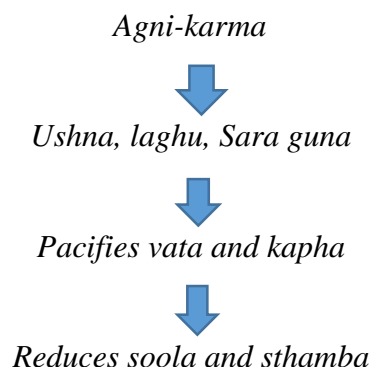 Agni-karma
Ushna, laghu, Sara guna
Pacifies vata and kapha
Reduces soola and sthamba